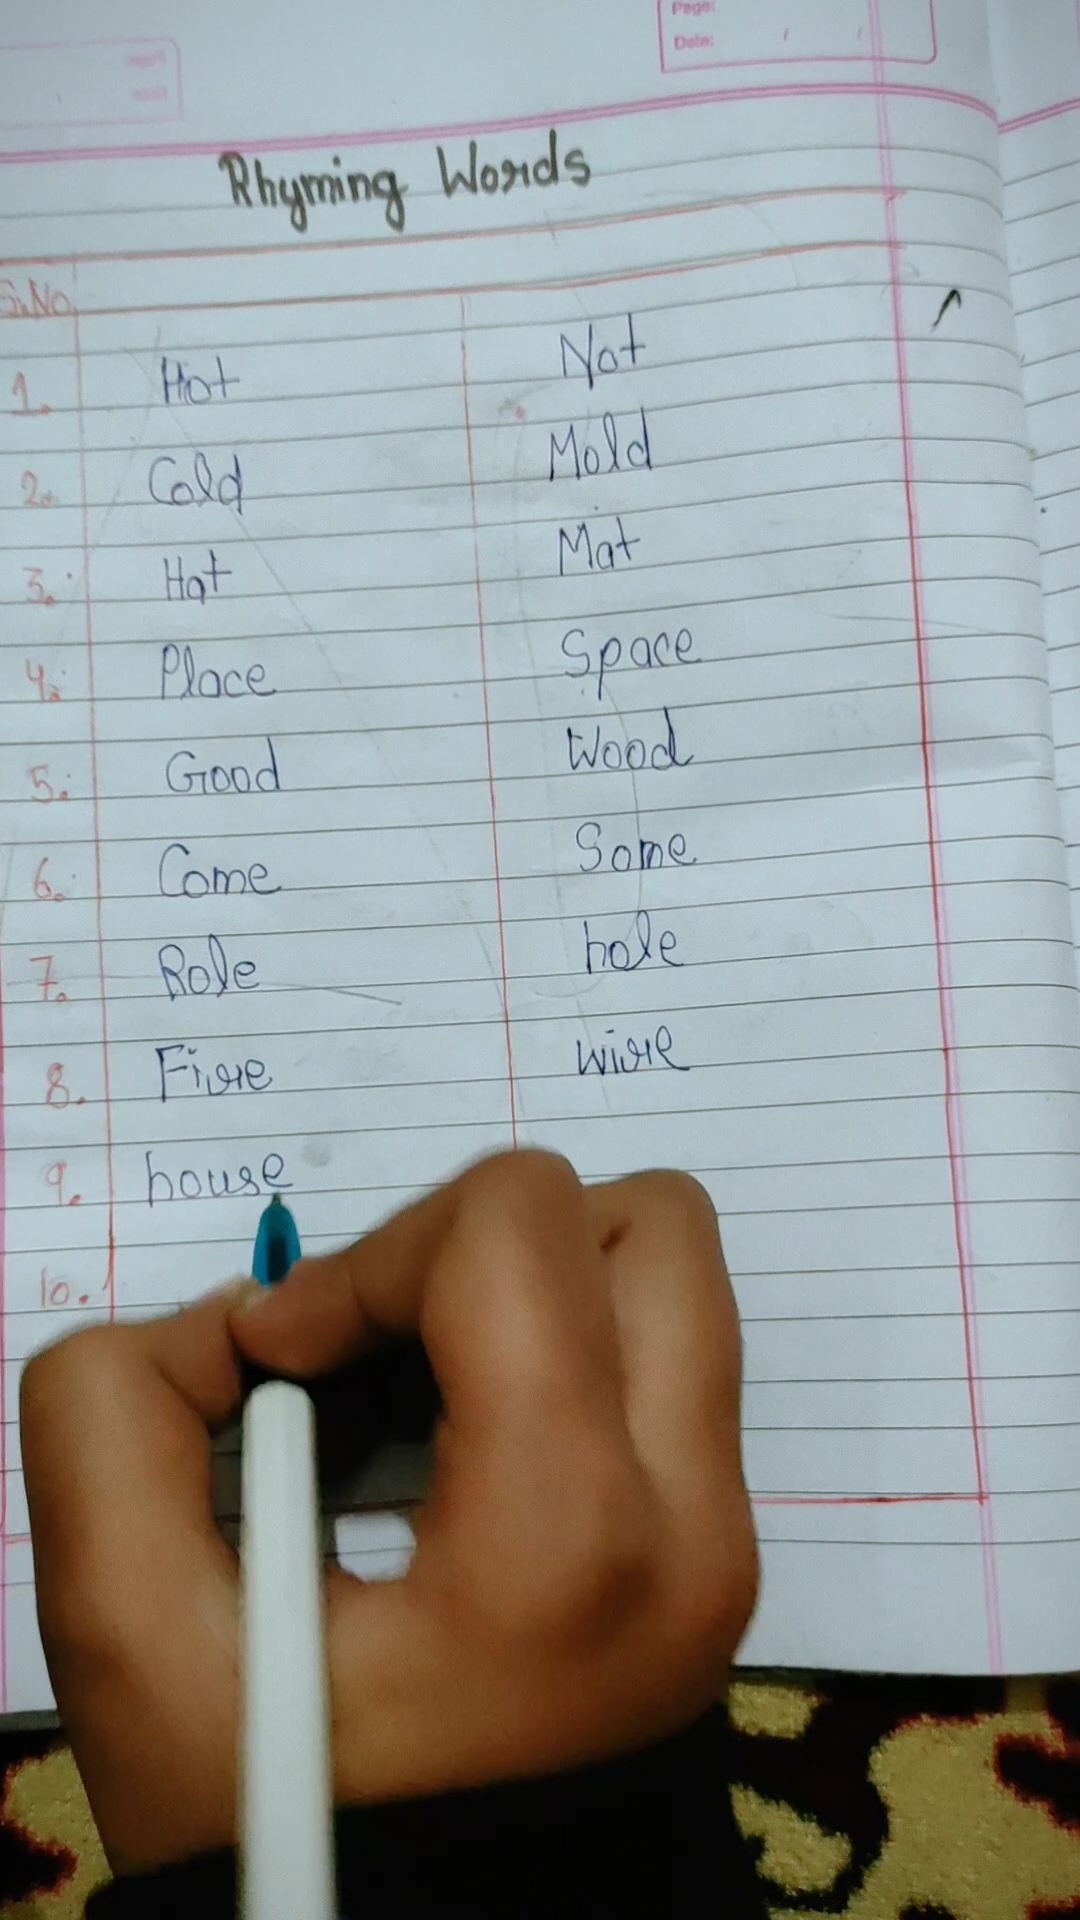 Page:
Date: / /
Rhyming Words
S.No
1. Hot Not
2. Cold Mold
3. Hat Mat
4. Place Space
5. Good Wood
6. Come Some
7. Role hole
8. Fire wire
9. house
10.